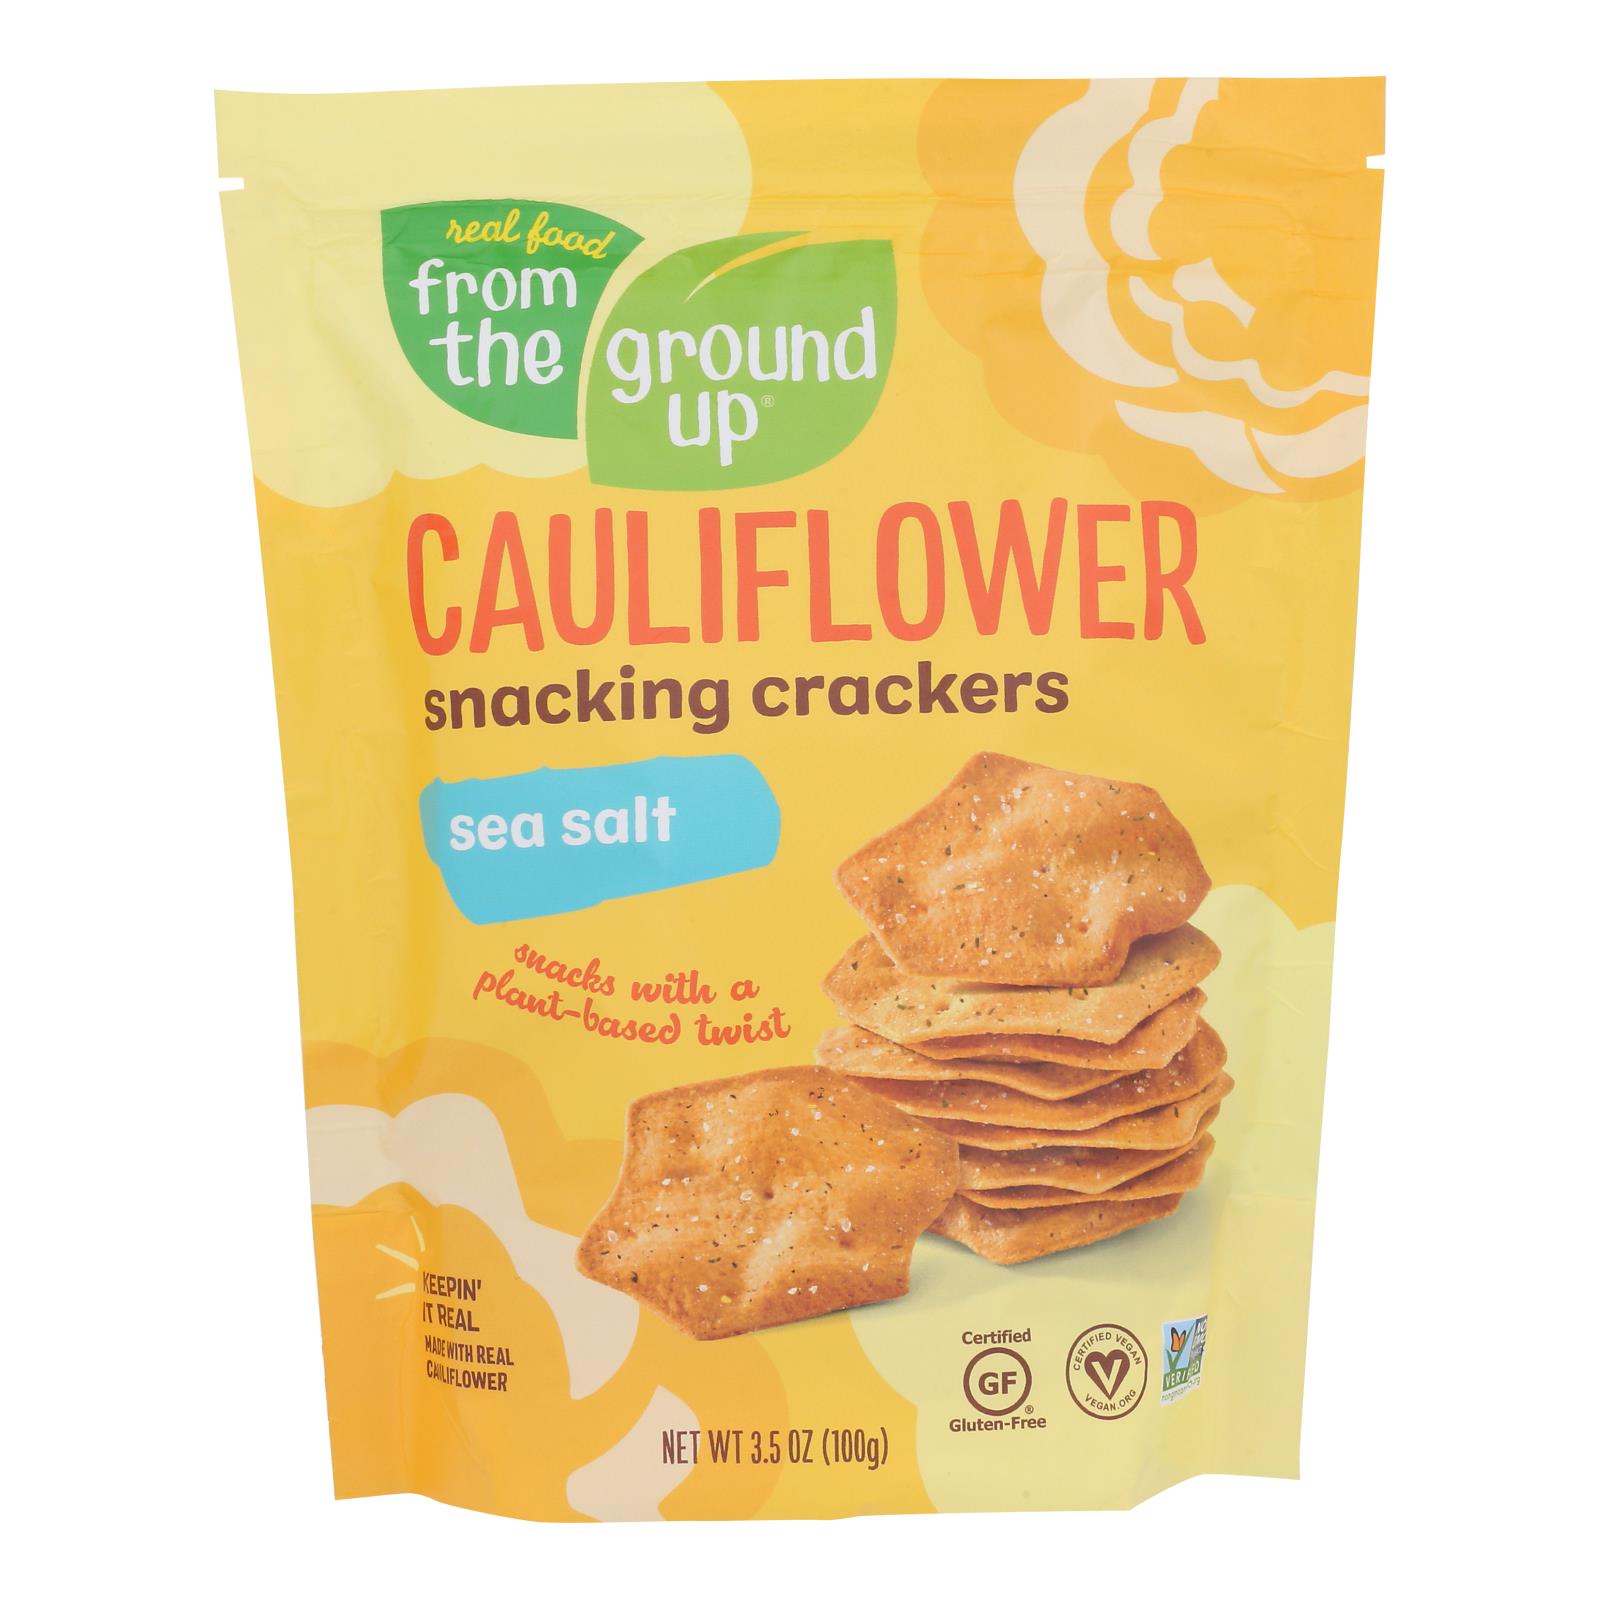 real food
from
the
ground
up®
CAULIFLOWER
snacking crackers
sea salt
snacks with a
plant-based twist
KEEPIN'
IT REAL
MADE WITH REAL
CAULIFLOWER
NET WT 3.5 OZ (100g)
Certified
GF
®
Gluten-Free
CERTIFIED VEGAN
VEGAN.ORG